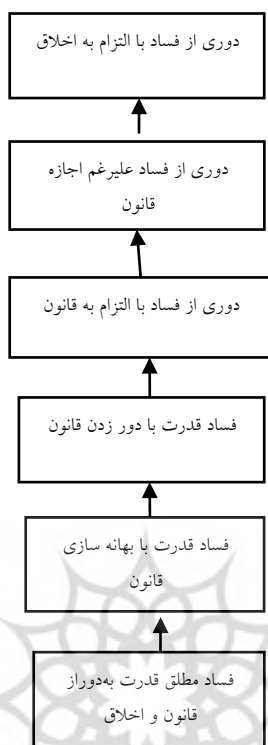 دوری از فساد با التزام به اخلاق
دوری از فساد علیرغم اجازه
قانون
دوری از فساد با التزام به قانون
فساد قدرت با دور زدن قانون
فساد قدرت با بهانه سازی
قانون
فساد مطلق قدرت به‌دوراز
قانون و اخلاق